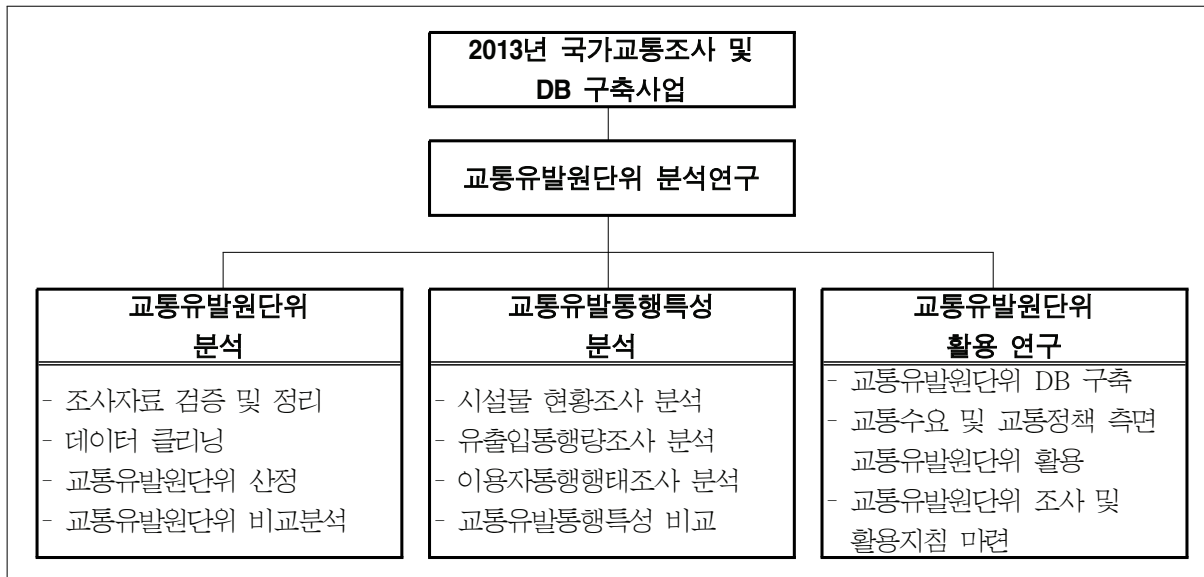 2013년 국가교통조사 및
DB 구축사업
교통유발원단위 분석연구
교통유발원단위
분석
- 조사자료 검증 및 정리
- 데이터 클리닝
- 교통유발원단위 산정
- 교통유발원단위 비교분석
교통유발통행특성
분석
- 시설물 현황조사 분석
- 유출입통행량조사 분석
- 이용자통행행태조사 분석
- 교통유발통행특성 비교
교통유발원단위
활용 연구
- 교통유발원단위 DB 구축
- 교통수요 및 교통정책 측면
교통유발원단위 활용
- 교통유발원단위 조사 및
활용지침 마련